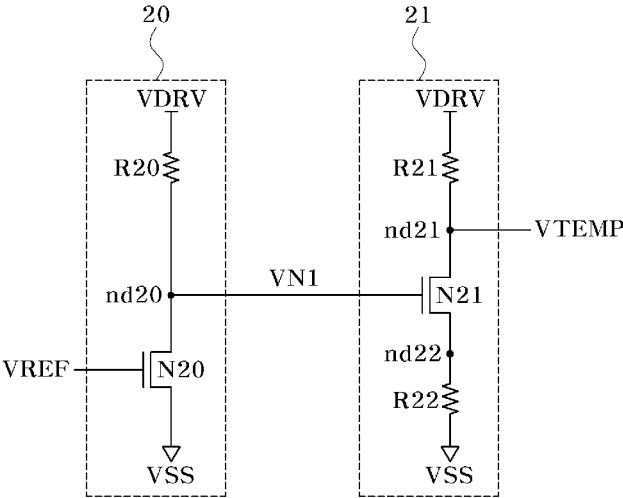 20
21
VDRV
VDRV
R20
R21
nd21
VTEMP
VN1
nd20
N21
nd22
VREF
N20
R22
VSS
VSS